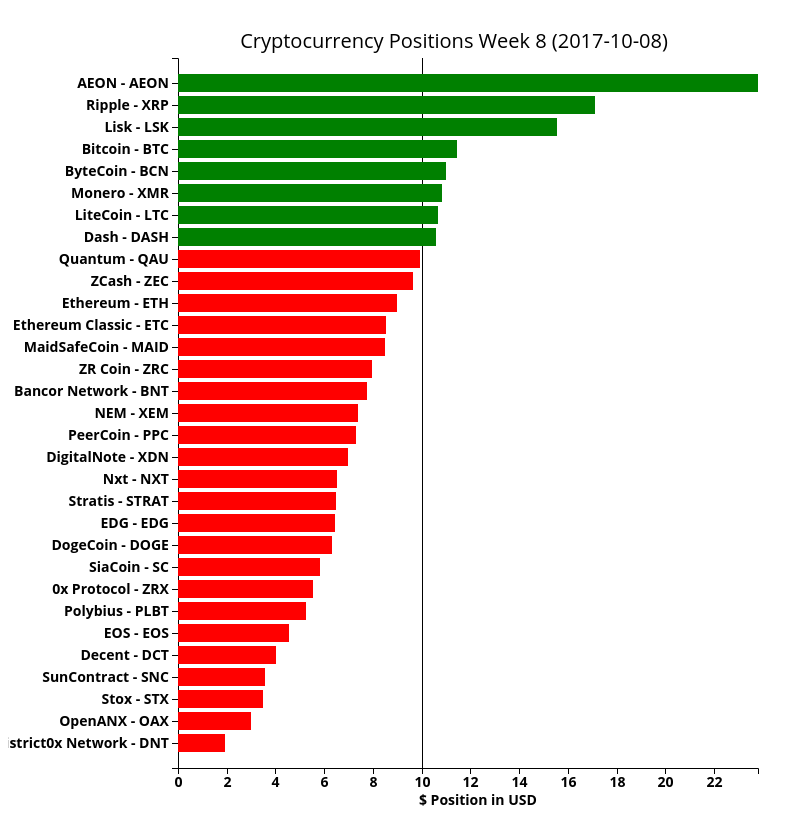 Cryptocurrency Positions Week 8 (2017-10-08)
AEON - AEON
Ripple - XRP
Lisk - LSK
Bitcoin - BTC
ByteCoin - BCN
Monero - XMR
LiteCoin - LTC
Dash - DASH
Quantum - QAU
ZCash - ZEC
Ethereum - ETH
Ethereum Classic - ETC
MaidSafeCoin - MAID
ZR Coin - ZRC
Bancor Network - BNT
NEM - XEM
PeerCoin - PPC
DigitalNote - XDN
Nxt - NXT
Stratis - STRAT
EDG - EDG
DogeCoin - DOGE
SiaCoin - SC
0x Protocol - ZRX
Polybius - PLBT
EOS - EOS
Decent - DCT
SunContract - SNC
Stox - STX
OpenANX - OAX
strict0x Network - DNT
0 2 4 6 8 10 12 14 16 18 20 22
$ Position in USD